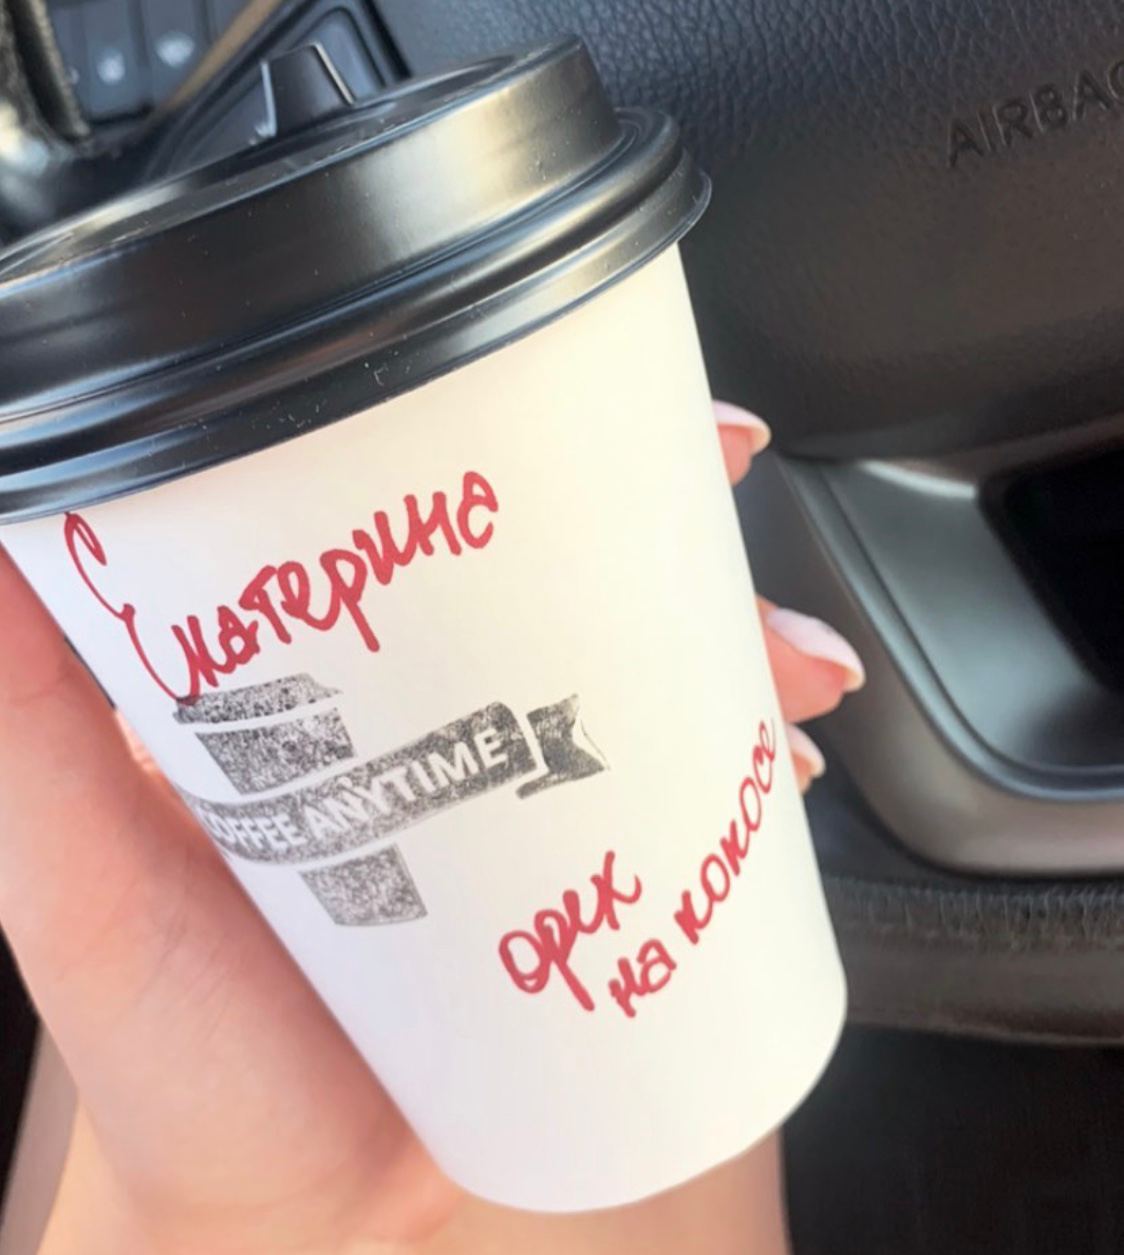 AIRBAG
Екатерина
COFFEE ANYTIME
орех
на кокосе